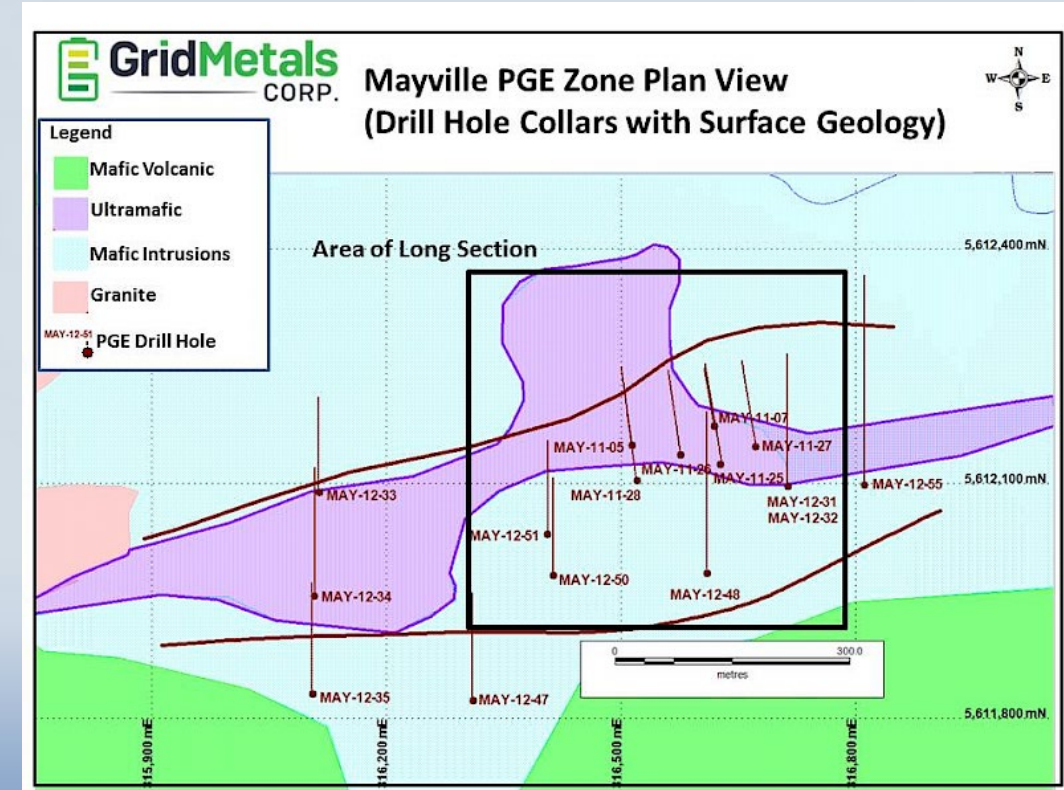 GridMetals
CORP.
Mayville PGE Zone Plan View
(Drill Hole Collars with Surface Geology)
N
W E
S
Legend
Mafic Volcanic
Ultramafic
Mafic Intrusions
Granite
MAY-12-51
PGE Drill Hole
Area of Long Section
5,612,400 mN
MAY-11-07
MAY-11-05
MAY-11-27
MAY-11-26
MAY-11-25
MAY-12-33
MAY-11-28
5,612,100 mN
MAY-12-55
MAY-12-31
MAY-12-32
MAY-12-51
MAY-12-50
MAY-12-48
MAY-12-34
0 300.0
metres
MAY-12-35
MAY-12-47
5,611,800 mN
315,900 mE
316,200 mE
316,500 mE
316,800 mE